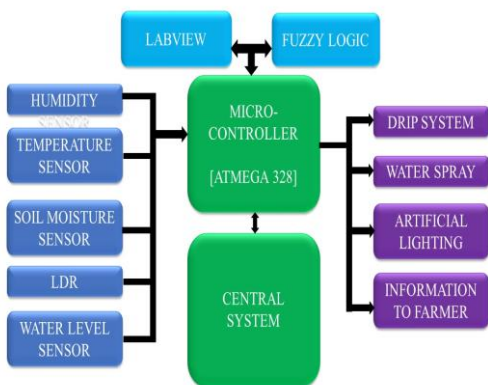 LABVIEW
FUZZY LOGIC
HUMIDITY
SENSOR
TEMPERATURE
SENSOR
SOIL MOISTURE
SENSOR
LDR
WATER LEVEL
SENSOR
MICRO-
CONTROLLER
[ATMEGA 328]
CENTRAL
SYSTEM
DRIP SYSTEM
WATER SPRAY
ARTIFICIAL
LIGHTING
INFORMATION
TO FARMER